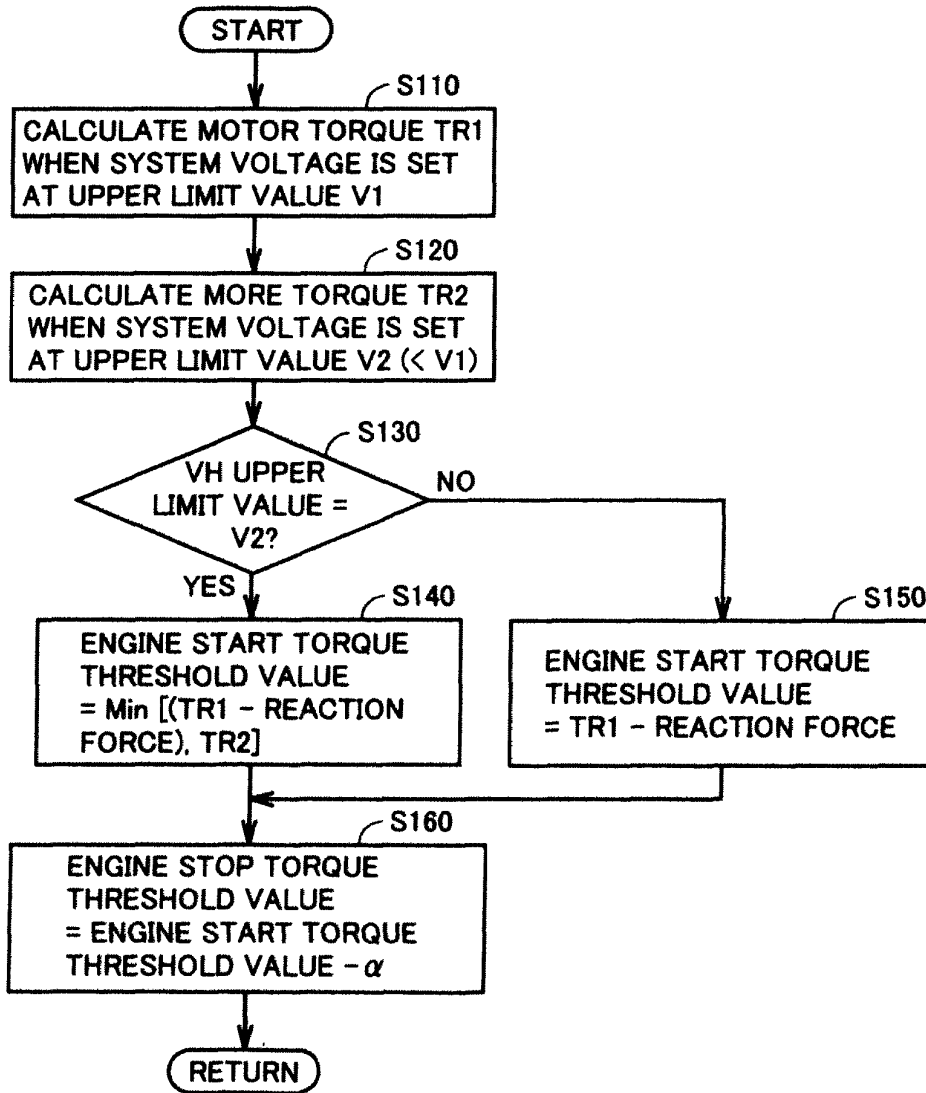 START
S110
CALCULATE MOTOR TORQUE TR1
WHEN SYSTEM VOLTAGE IS SET
AT UPPER LIMIT VALUE V1
S120
CALCULATE MORE TORQUE TR2
WHEN SYSTEM VOLTAGE IS SET
AT UPPER LIMIT VALUE V2 (< V1)
S130
VH UPPER
LIMIT VALUE =
V2?
NO
YES
S140
ENGINE START TORQUE
THRESHOLD VALUE
= Min [(TR1 - REACTION
FORCE), TR2]
S150
ENGINE START TORQUE
THRESHOLD VALUE
= TR1 - REACTION FORCE
S160
ENGINE STOP TORQUE
THRESHOLD VALUE
= ENGINE START TORQUE
THRESHOLD VALUE - α
RETURN